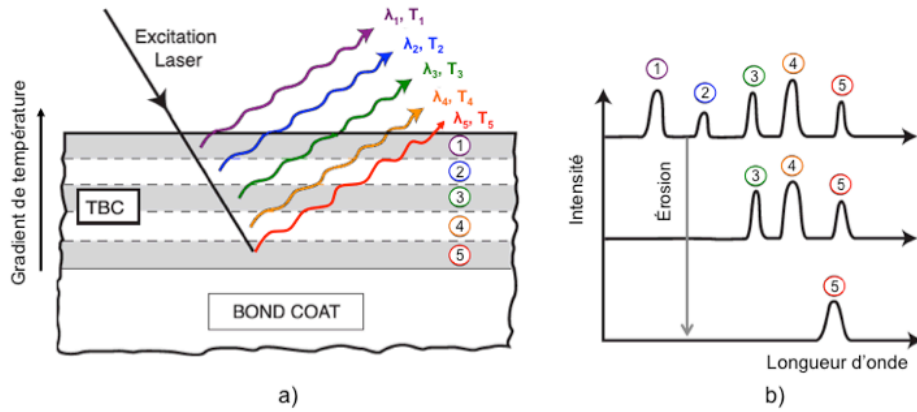 Excitation
Laser
λ1, T1
λ2, T2
λ3, T3
λ4, T4
λ5, T5
Gradient de température
TBC
1
2
3
4
5
BOND COAT
a)
Intensité
Érosion
1
2
3
4
5
3
4
5
5
Longueur d'onde
b)